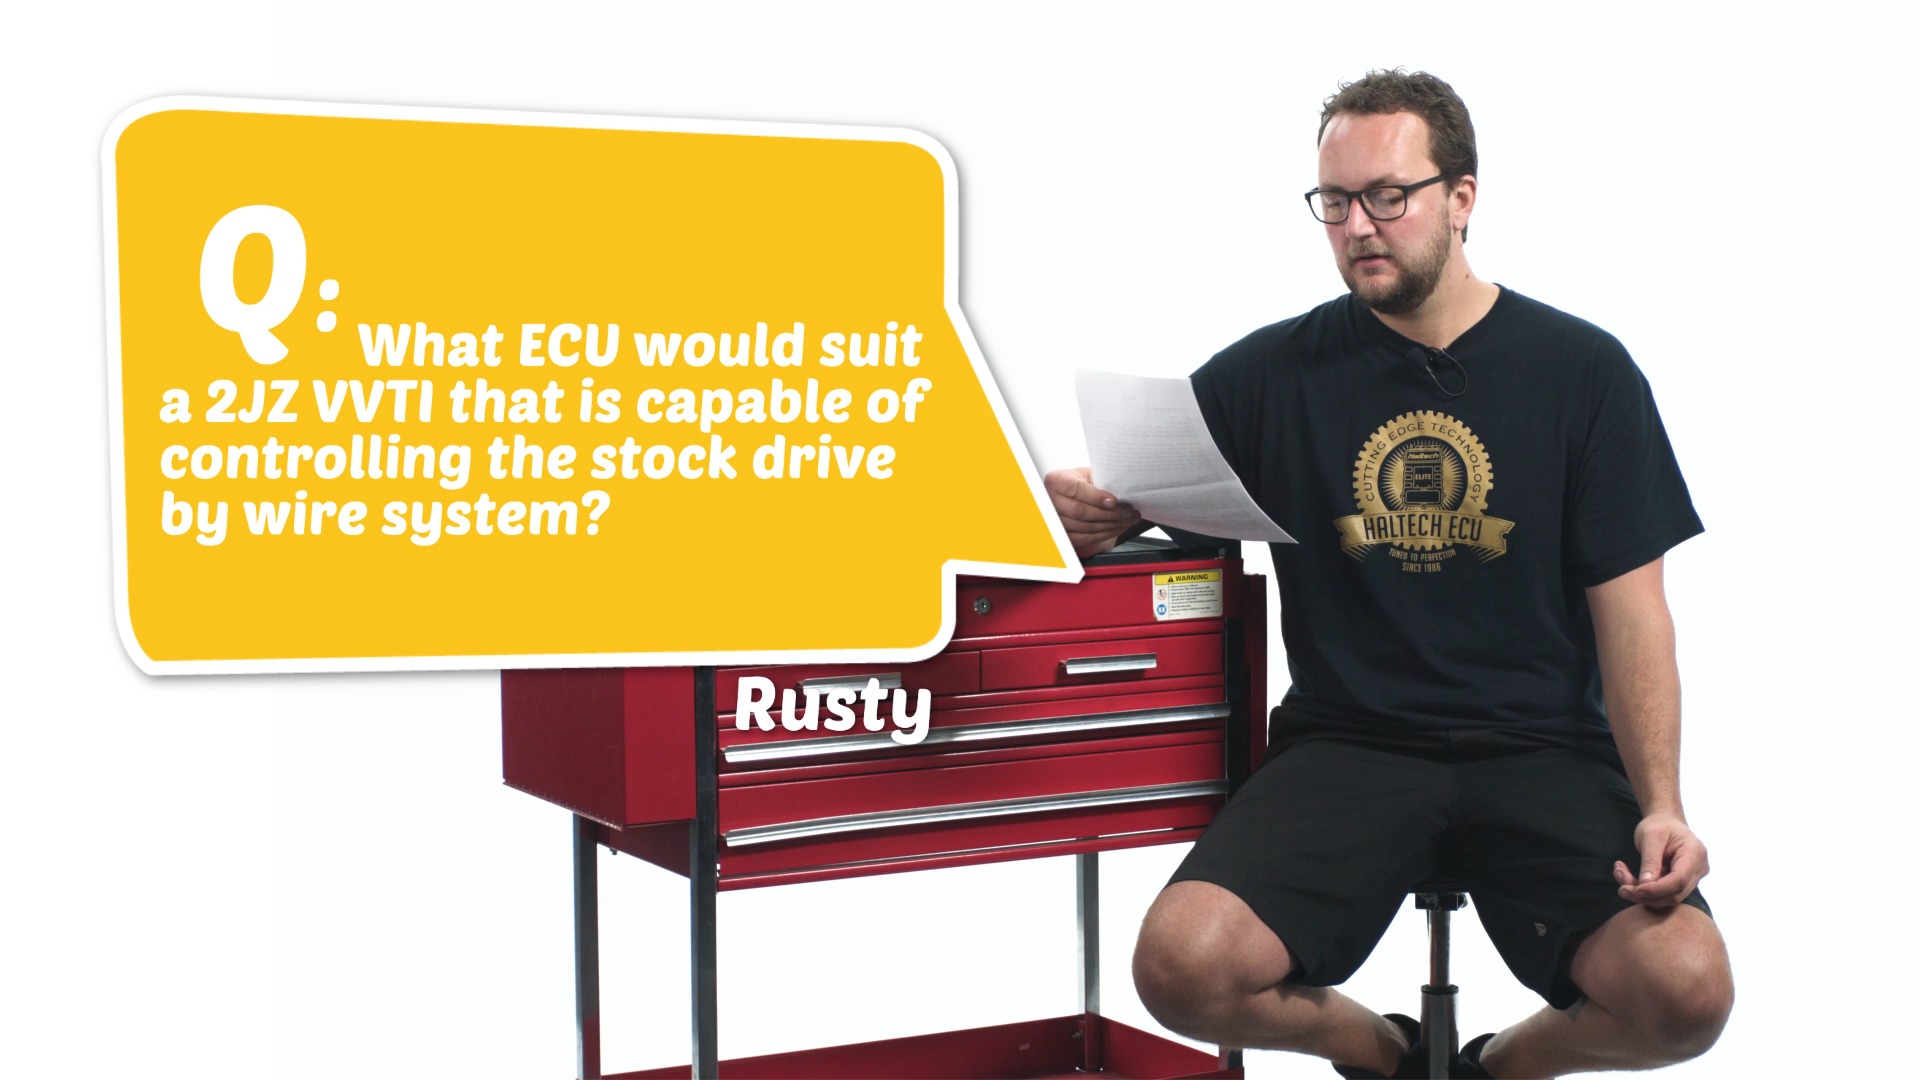 Q: What ECU would suit
a 2JZ VVTI that is capable of
controlling the stock drive
by wire system?
Rusty
WARNING
CUTTING EDGE TECHNOLOGY
Haltech
ELITE
HALTECH ECU
TUNED TO PERFECTION
SINCE 1986